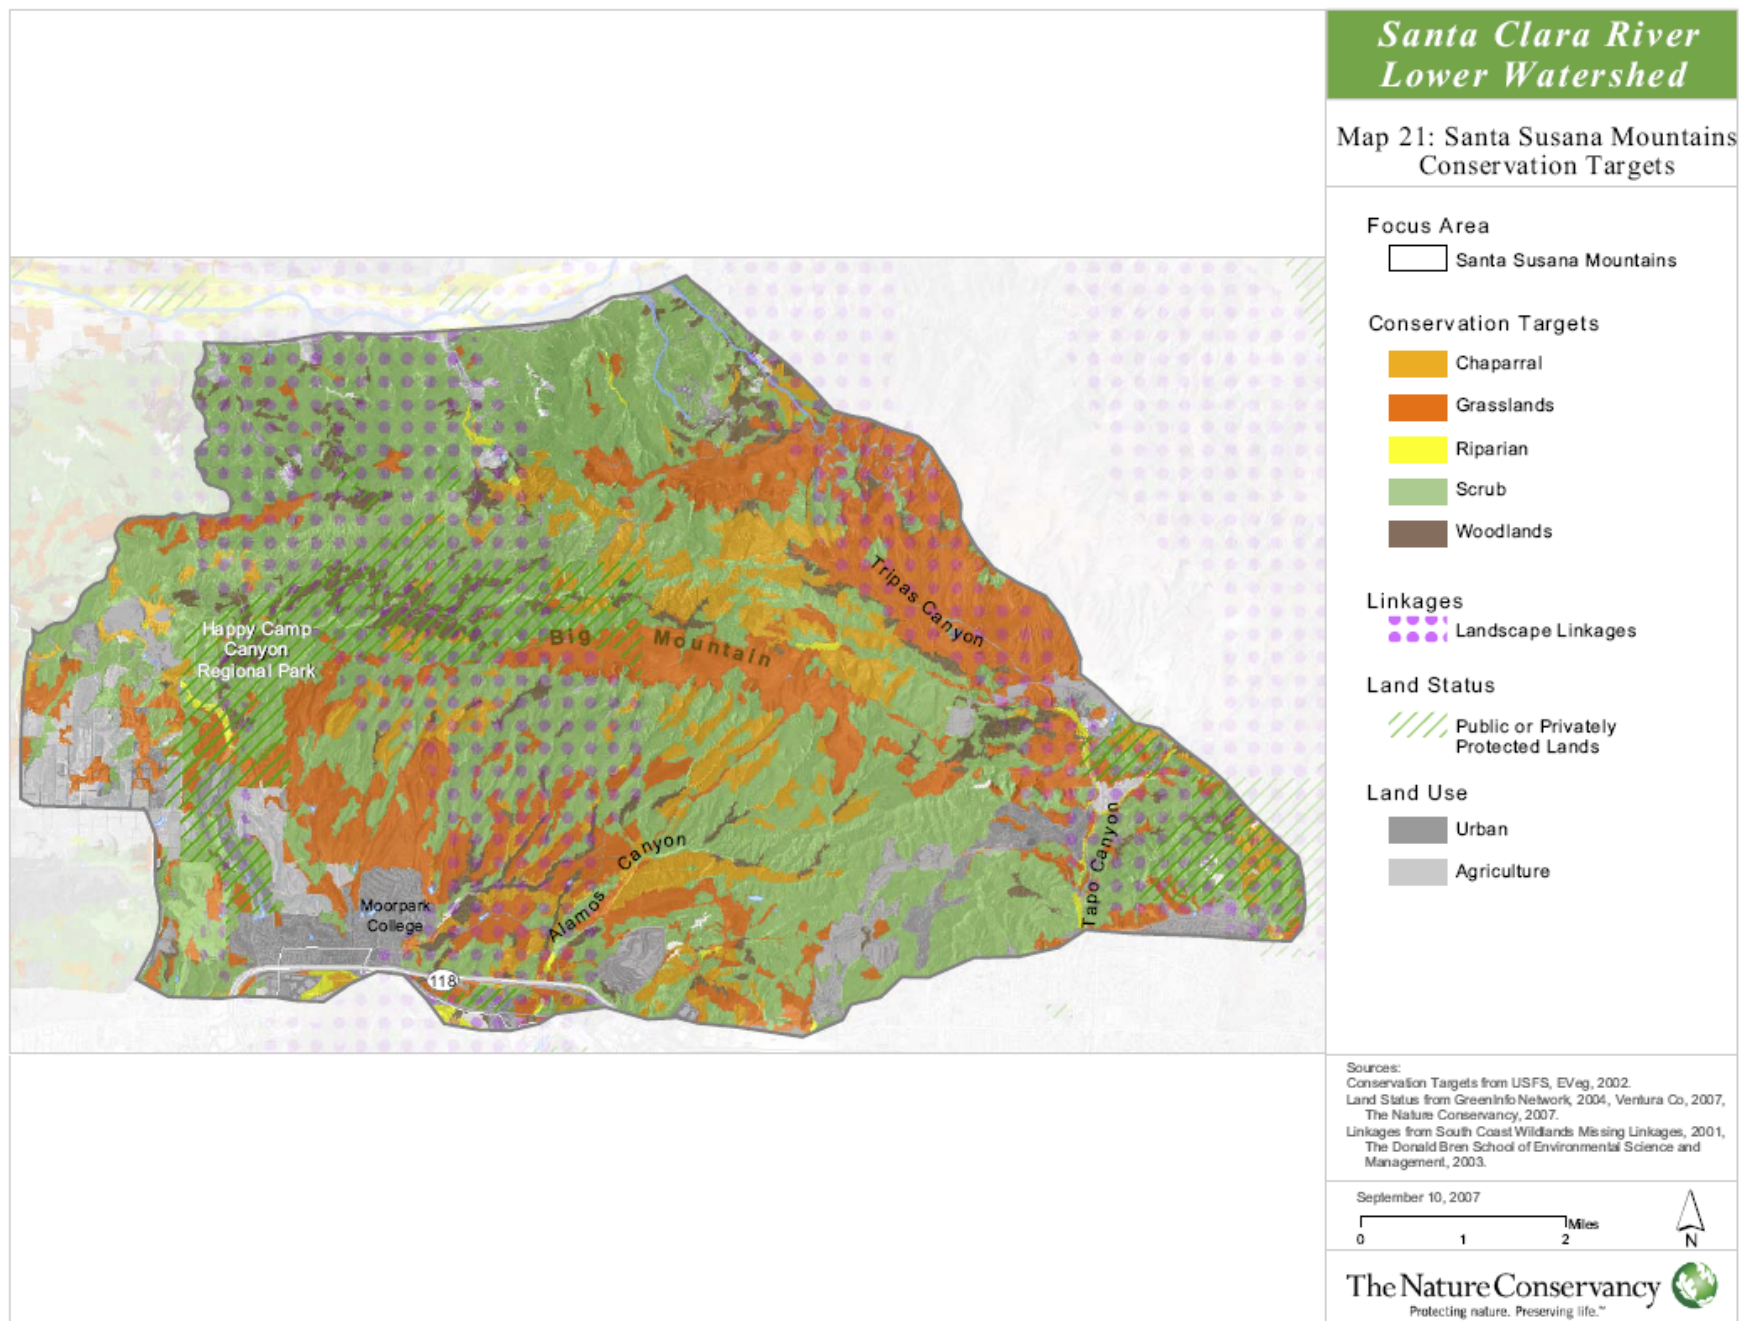 Santa Clara River
Lower Watershed
Map 21: Santa Susana Mountains
Conservation Targets
Focus Area
Santa Susana Mountains
Conservation Targets
Chaparral
Grasslands
Riparian
Scrub
Woodlands
Linkages
Landscape Linkages
Land Status
Public or Privately
Protected Lands
Land Use
Urban
Agriculture
Tripas Canyon
Happy Camp
Canyon
Regional Park
Big Mountain
Tapo Canyon
Alamos Canyon
Moorpark
College
118
Sources:
Conservation Targets from USFS, EVeg, 2002.
Land Status from GreenInfo Network, 2004, Ventura Co, 2007,
The Nature Conservancy, 2007.
Linkages from South Coast Wildlands Missing Linkages, 2001,
The Donald Bren School of Environmental Science and
Management, 2003.
September 10, 2007
Miles
0 1 2
N
The Nature Conservancy
Protecting nature. Preserving life.™